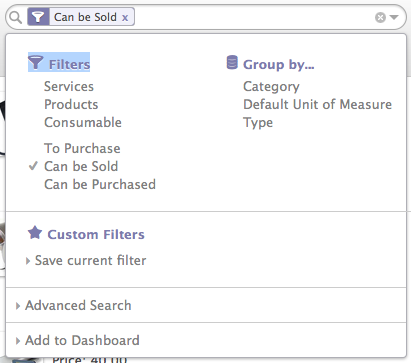 Can be Sold x
Filters
Services
Products
Consumable
To Purchase
Can be Sold
Can be Purchased
Group by...
Category
Default Unit of Measure
Type
Custom Filters
Save current filter
Advanced Search
Add to Dashboard
Price: 40.00